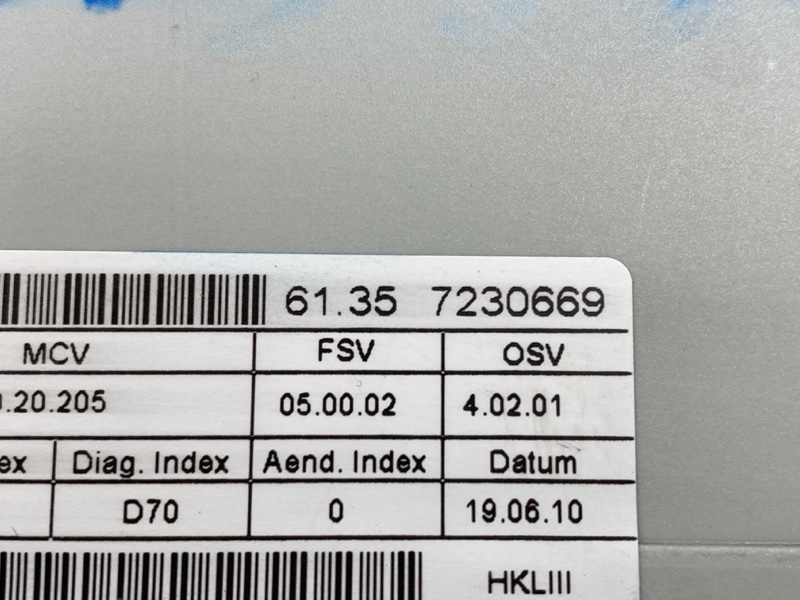 61.35 7230669
MCV FSV OSV
.20.205 05.00.02 4.02.01
ex Diag. Index Aend. Index Datum
D70 0 19.06.10
HKLIII